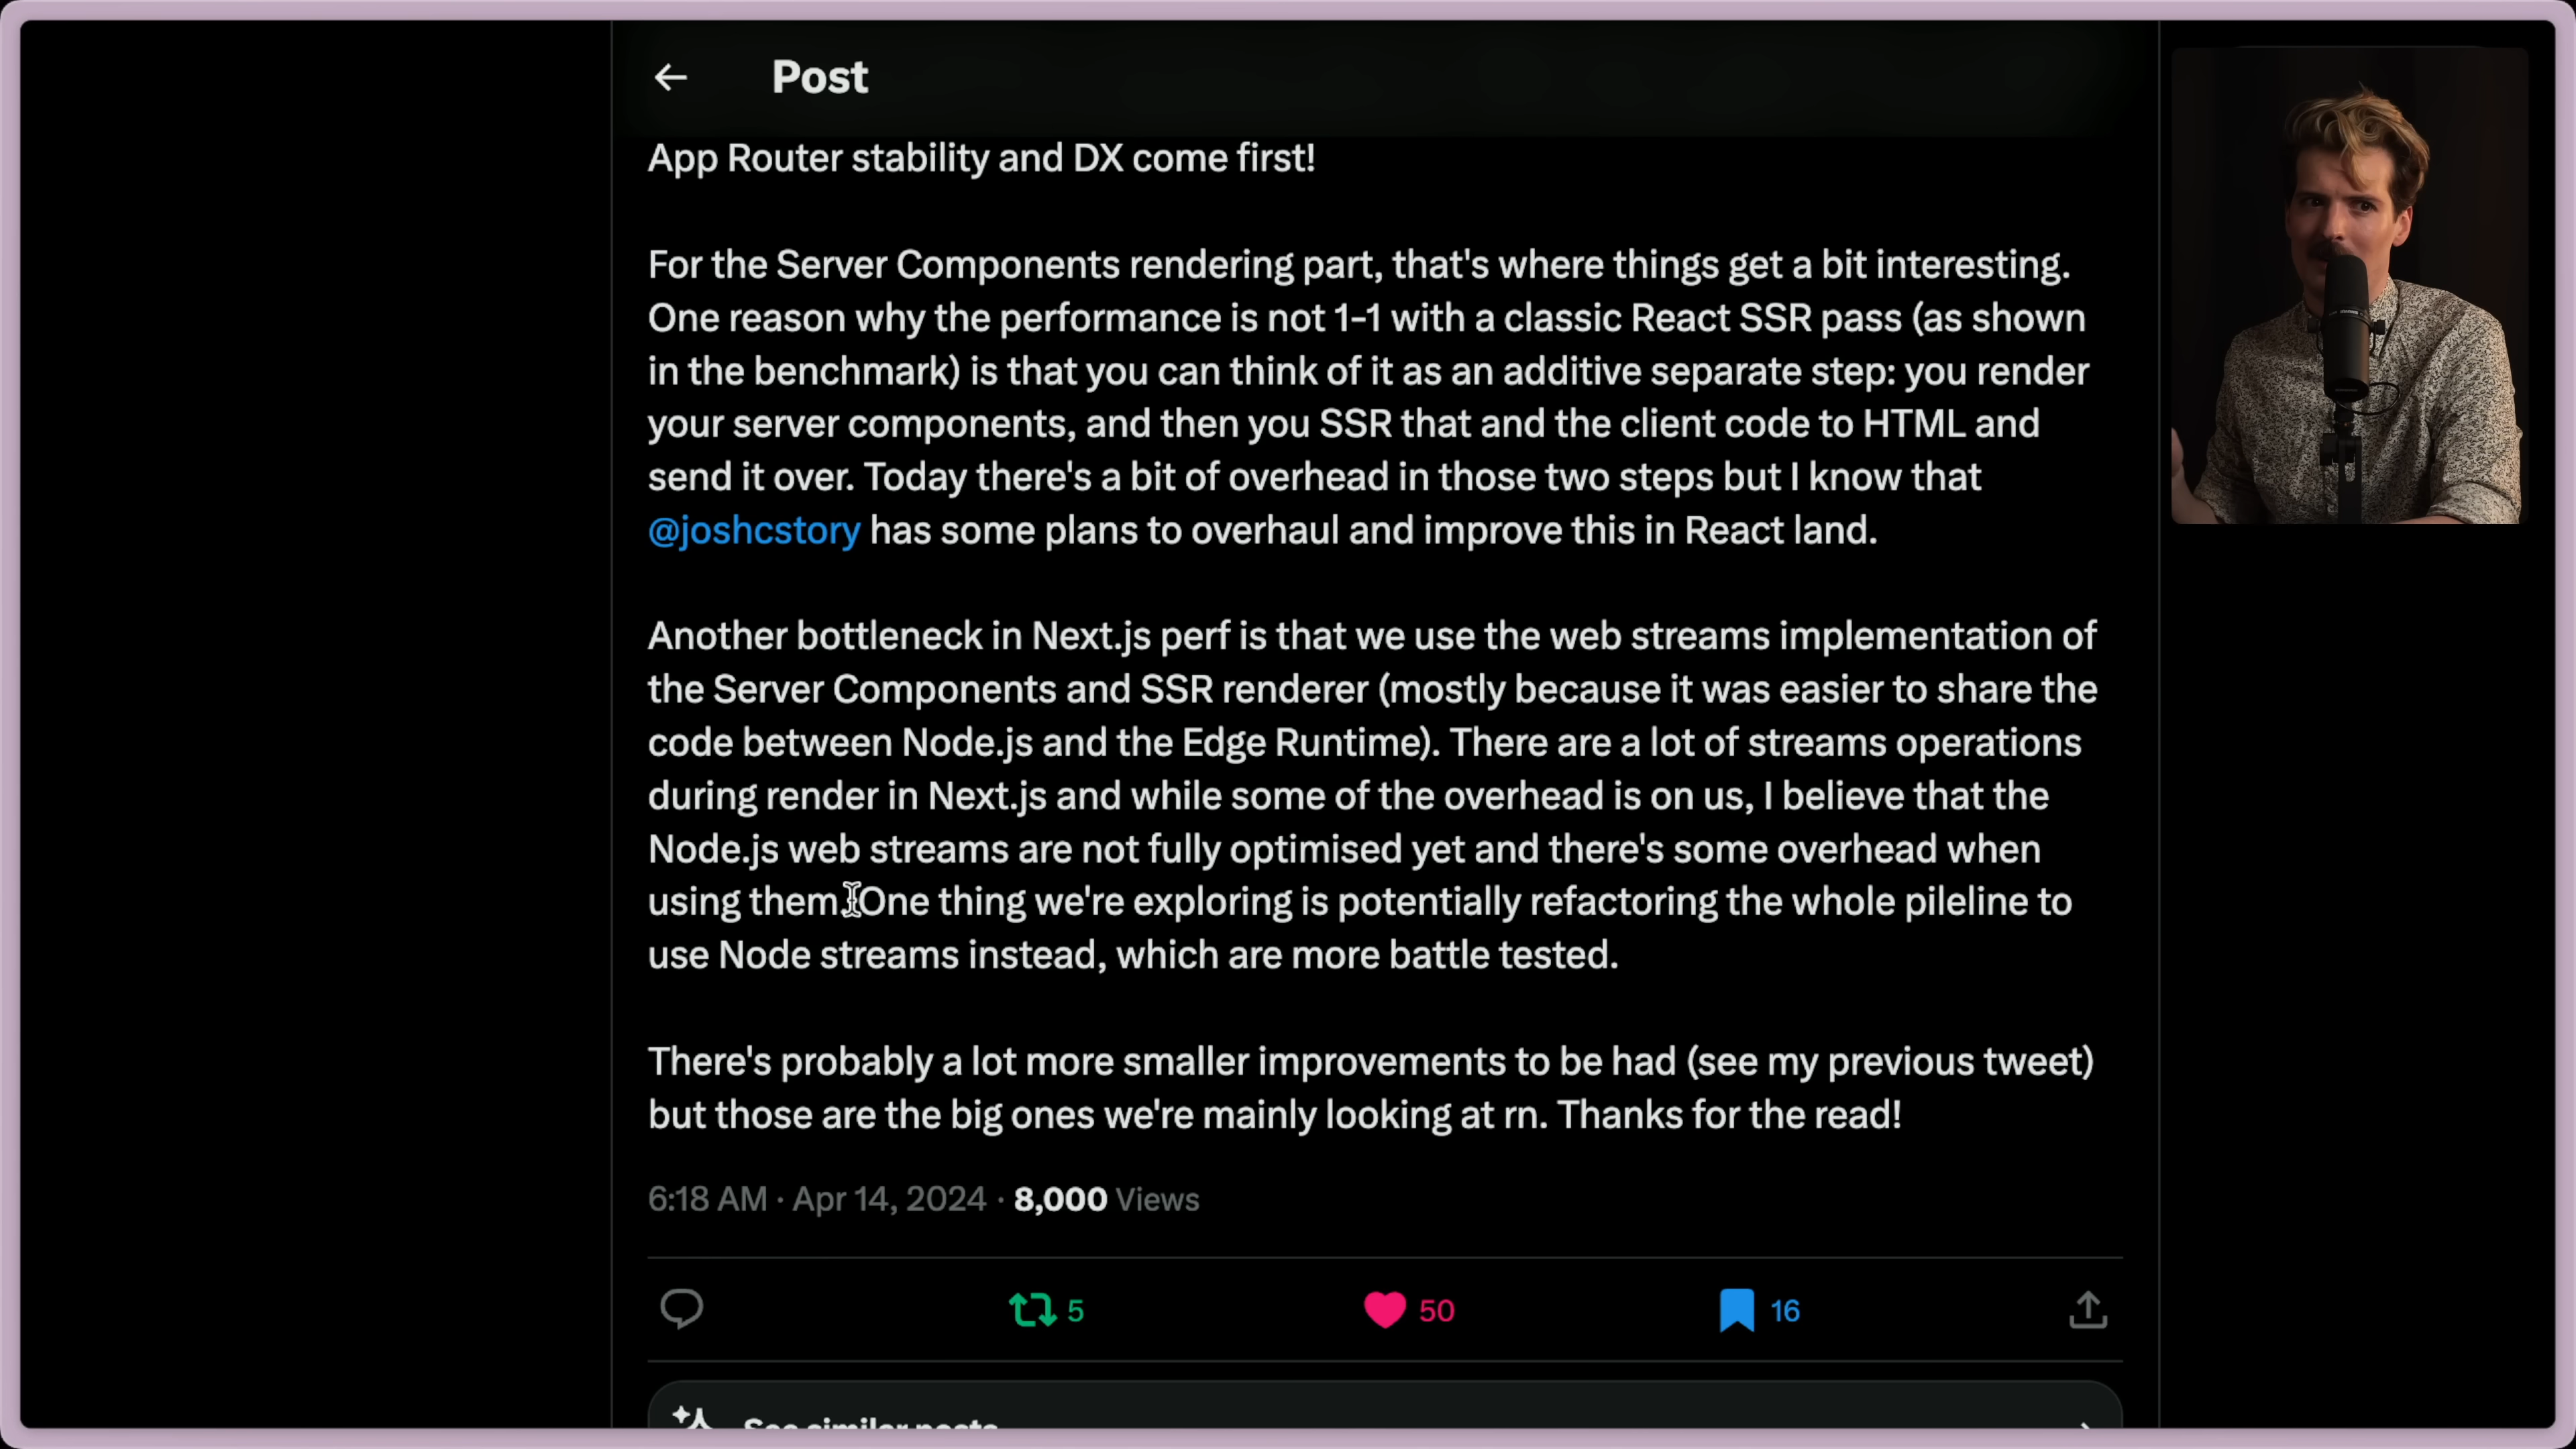 Post
App Router stability and DX come first!
For the Server Components rendering part, that's where things get a bit interesting.
One reason why the performance is not 1-1 with a classic React SSR pass (as shown
in the benchmark) is that you can think of it as an additive separate step: you render
your server components, and then you SSR that and the client code to HTML and
send it over. Today there's a bit of overhead in those two steps but I know that
@joshcstory has some plans to overhaul and improve this in React land.
Another bottleneck in Next.js perf is that we use the web streams implementation of
the Server Components and SSR renderer (mostly because it was easier to share the
code between Node.js and the Edge Runtime). There are a lot of streams operations
during render in Next.js and while some of the overhead is on us, I believe that the
Node.js web streams are not fully optimised yet and there's some overhead when
using them. One thing we're exploring is potentially refactoring the whole pileline to
use Node streams instead, which are more battle tested.
There's probably a lot more smaller improvements to be had (see my previous tweet)
but those are the big ones we're mainly looking at rn. Thanks for the read!
6:18 AM · Apr 14, 2024 · 8,000 Views
5 50 16
See similar posts